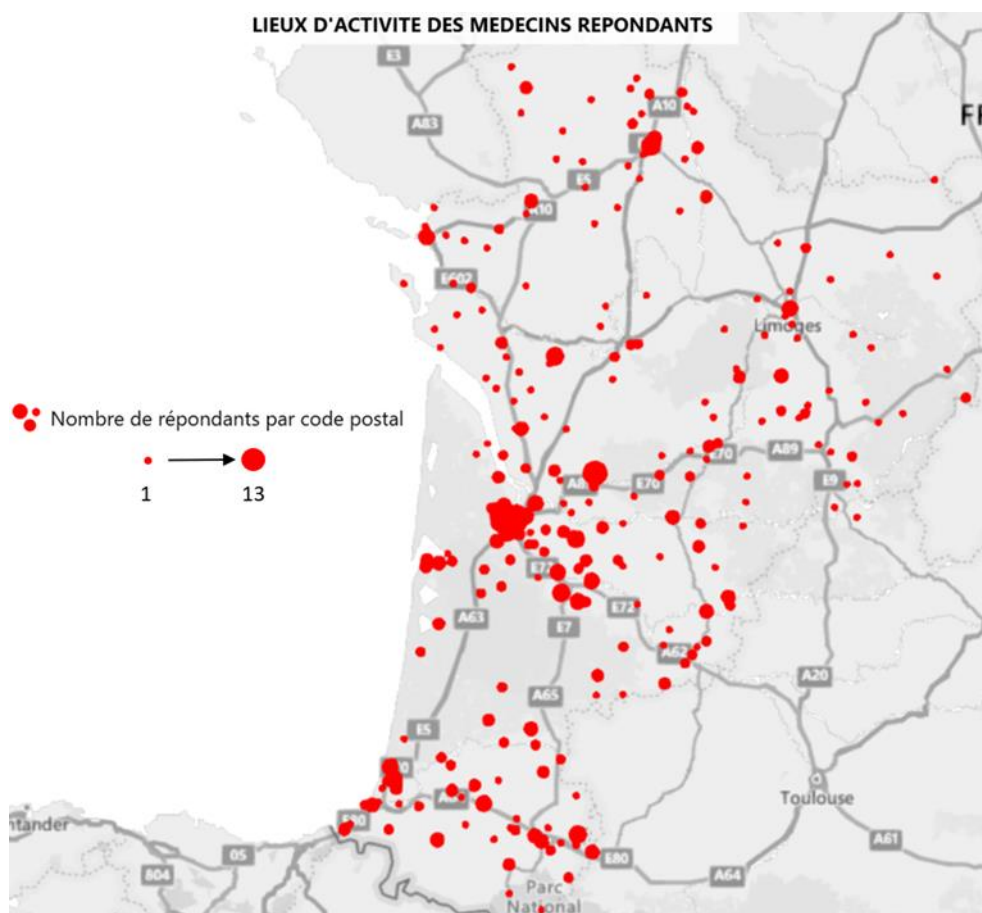 LIEUX D'ACTIVITE DES MEDECINS REPONDANTS
E3
A10
A83
FF
E5
A10
E602
Limoges
Nombre de répondants par code postal
1
13
A89
E70
E9
E72
E72
A63
E7
A62
A20
A65
E5
Toulouse
E80
ntander
05
A61
E80
804
A64
Parc
National